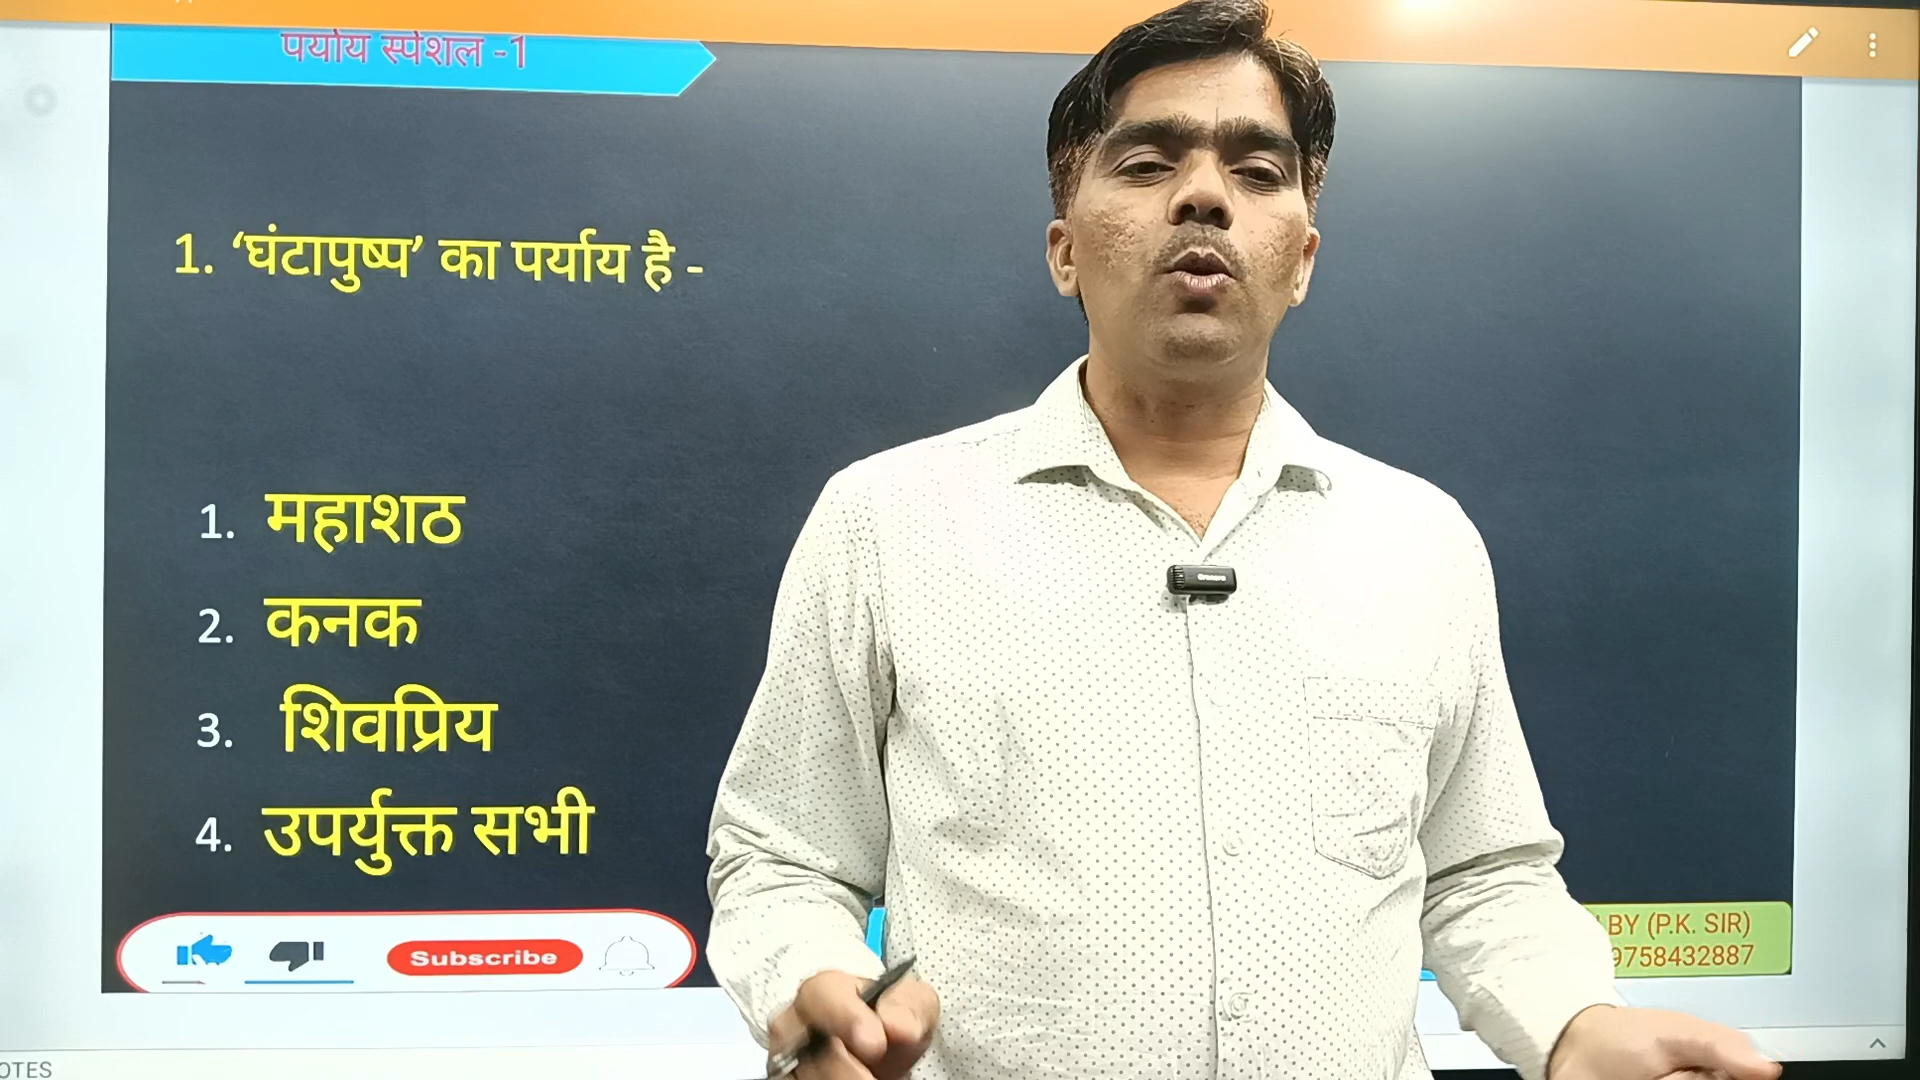 पर्याय स्पेशल -1
1. ‘घंटापुष्प’ का पर्याय है -
1. महाशठ
2. कनक
3. शिवप्रिय
4. उपर्युक्त सभी
Subscribe
BY (P.K. SIR)
9758432887
OTES